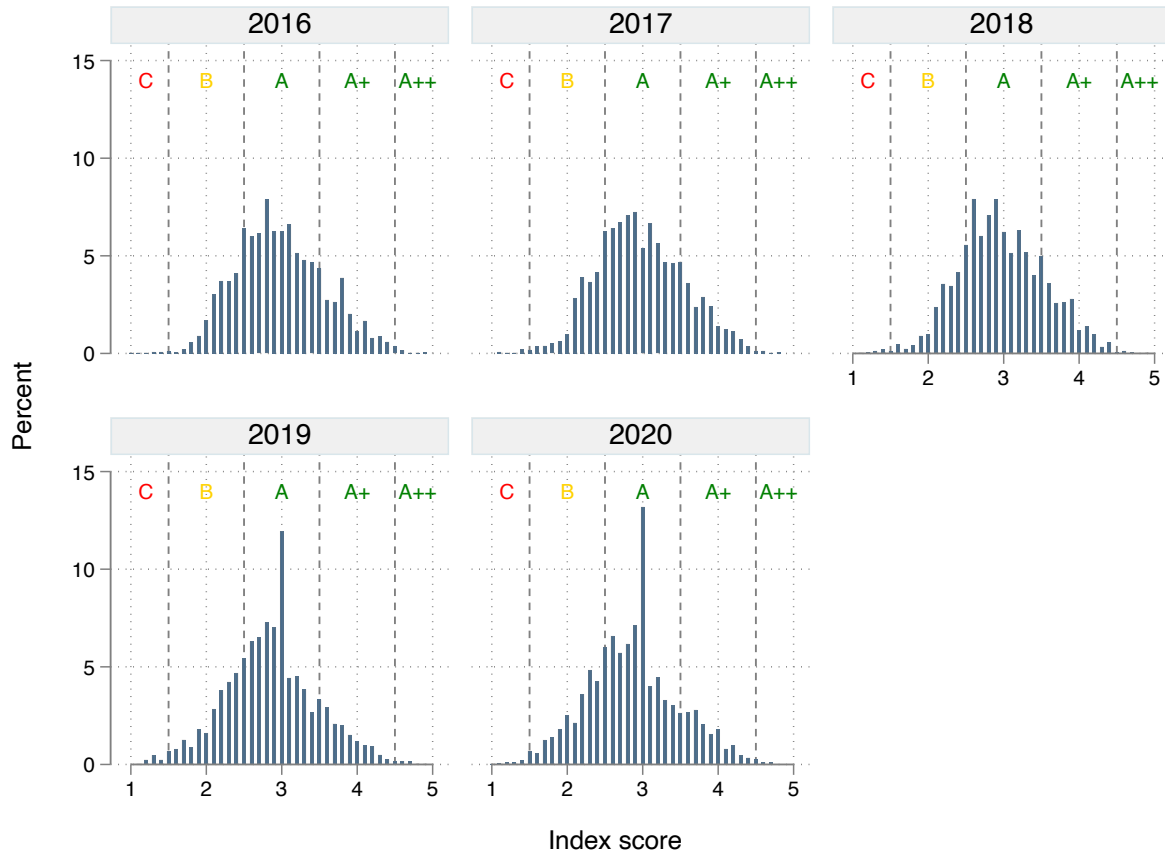 2016 2017 2018
15
C B A A+ A++ C B A A+ A++ C B A A+ A++
10
5
0
1 2 3 4 5
Percent
2019 2020
15
C B A A+ A++ C B A A+ A++
10
5
0
1 2 3 4 5 1 2 3 4 5
Index score